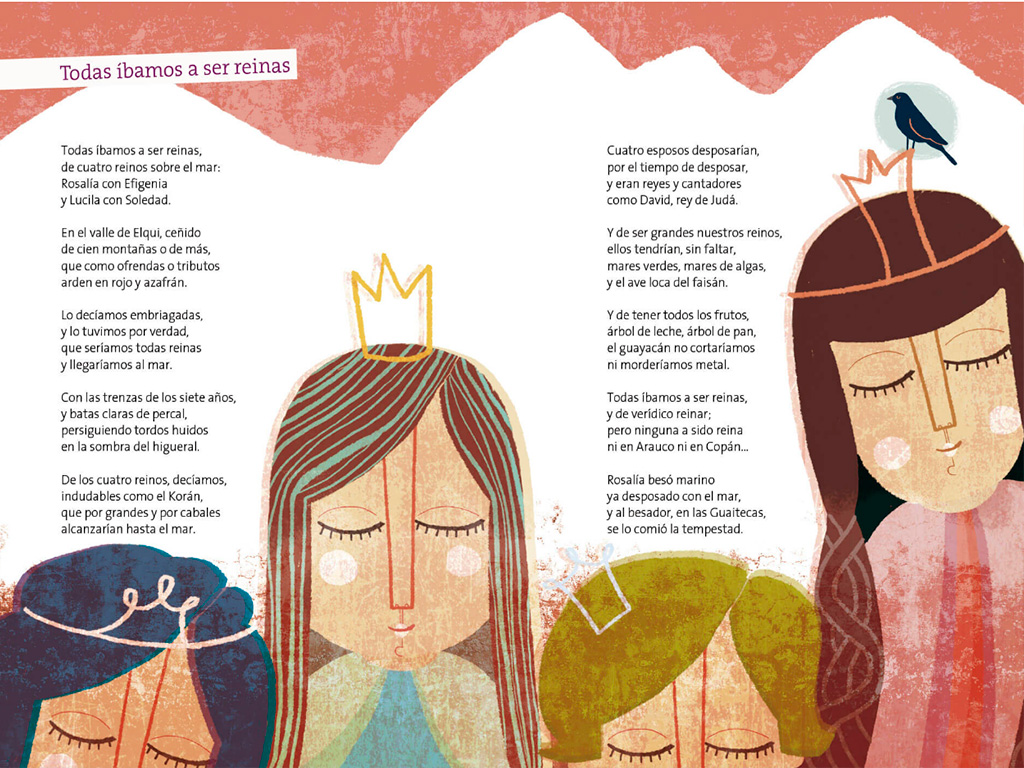 Todas íbamos a ser reinas
Todas íbamos a ser reinas,
de cuatro reinos sobre el mar:
Rosalía con Efigenia
y Lucila con Soledad.
En el valle de Elqui, ceñido
de cien montañas o de más,
que como ofrendas o tributos
arden en rojo y azafrán.
Lo decíamos embriagadas,
y lo tuvimos por verdad,
que seríamos todas reinas
y llegaríamos al mar.
Con las trenzas de los siete años,
y batas claras de percal,
persiguiendo tordos huidos
en la sombra del higueral.
De los cuatro reinos, decíamos,
indudables como el Korán,
que por grandes y por cabales
alcanzarían hasta el mar.
Cuatro esposos desposarían,
por el tiempo de desposar,
y eran reyes y cantadores
como David, rey de Judá.
Y de ser grandes nuestros reinos,
ellos tendrían, sin faltar,
mares verdes, mares de algas,
y el ave loca del faisán.
Y de tener todos los frutos,
árbol de leche, árbol de pan,
el guayacán no cortaríamos
ni morderíamos metal.
Todas íbamos a ser reinas,
y de verídico reinar;
pero ninguna a sido reina
ni en Arauco ni en Copán...
Rosalía besó marino
ya desposado con el mar,
y al besador, en las Guaitecas,
se lo comió la tempestad.